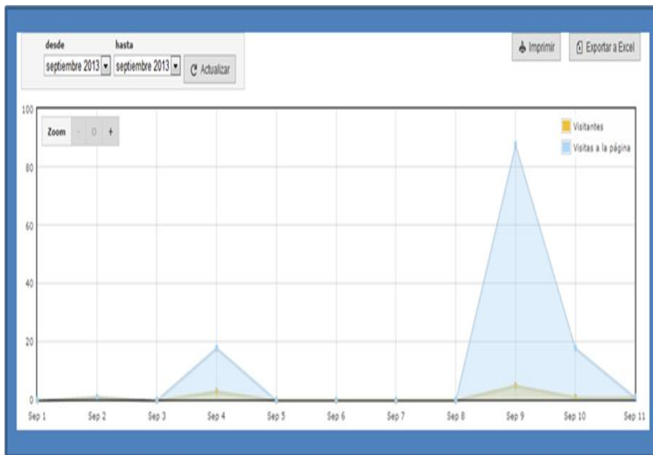 desde hasta
septiembre 2013 septiembre 2013 Actualizar
Imprimir Exportar a Excel
100
Zoom - 0 +
Visitantes
Visitas a la página
80
60
40
20
0
Sep 1 Sep 2 Sep 3 Sep 4 Sep 5 Sep 6 Sep 7 Sep 8 Sep 9 Sep 10 Sep 11